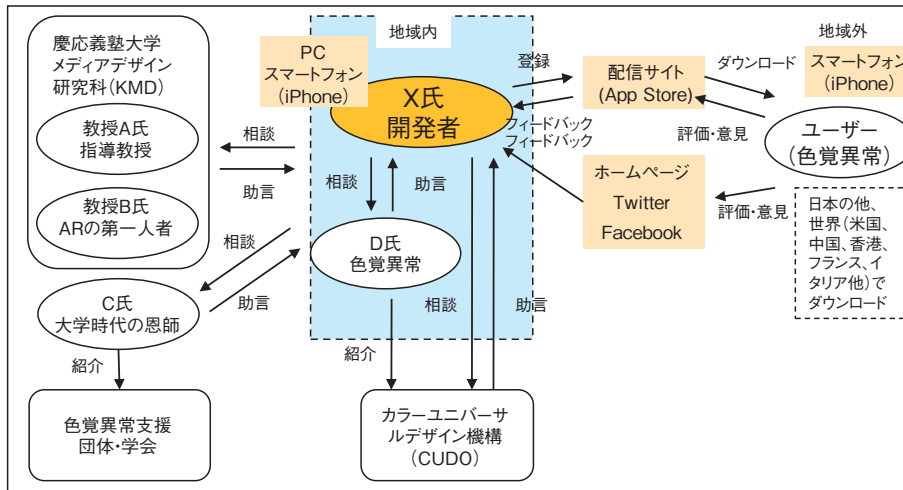 慶応義塾大学
メディアデザイン
研究科(KMD)
教授A氏
指導教授
教授B氏
ARの第一人者
相談
助言
C氏
大学時代の恩師
相談
助言
紹介
色覚異常支援
団体・学会
地域内
PC
スマートフォン
(iPhone)
X氏
開発者
相談
助言
D氏
色覚異常
紹介
相談
助言
カラーユニバーサ
ルデザイン機構
(CUDO)
登録
フィードバック
フィードバック
配信サイト
(App Store)
ダウンロード
評価・意見
ホームページ
Twitter
Facebook
評価・意見
地域外
スマートフォン
(iPhone)
ユーザー
(色覚異常)
日本の他、
世界(米国、
中国、香港、
フランス、イ
タリア他)で
ダウンロード